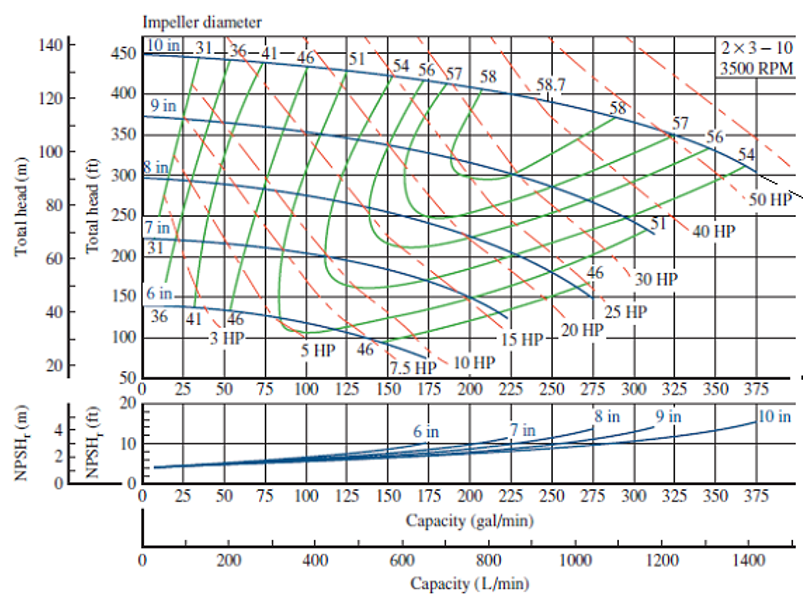 Impeller diameter
140
120
100
80
60
40
20
Total head (m)
450
400
350
300
250
200
150
100
50
Total head (ft)
10 in 31 36 41 46 51 54 56 57 58 58.7 58 57 56 54
2 × 3 – 10
3500 RPM
9 in
8 in
7 in
31
6 in
36 41 46 46 46 51
3 HP
5 HP
7.5 HP
10 HP
15 HP
20 HP
25 HP
30 HP
40 HP
50 HP
0 25 50 75 100 125 150 175 200 225 250 275 300 325 350 375
NPSHr (m)
4
2
0
NPSHr (ft)
20
10
0
6 in 7 in 8 in 9 in 10 in
0 25 50 75 100 125 150 175 200 225 250 275 300 325 350 375
Capacity (gal/min)
0 200 400 600 800 1000 1200 1400
Capacity (L/min)